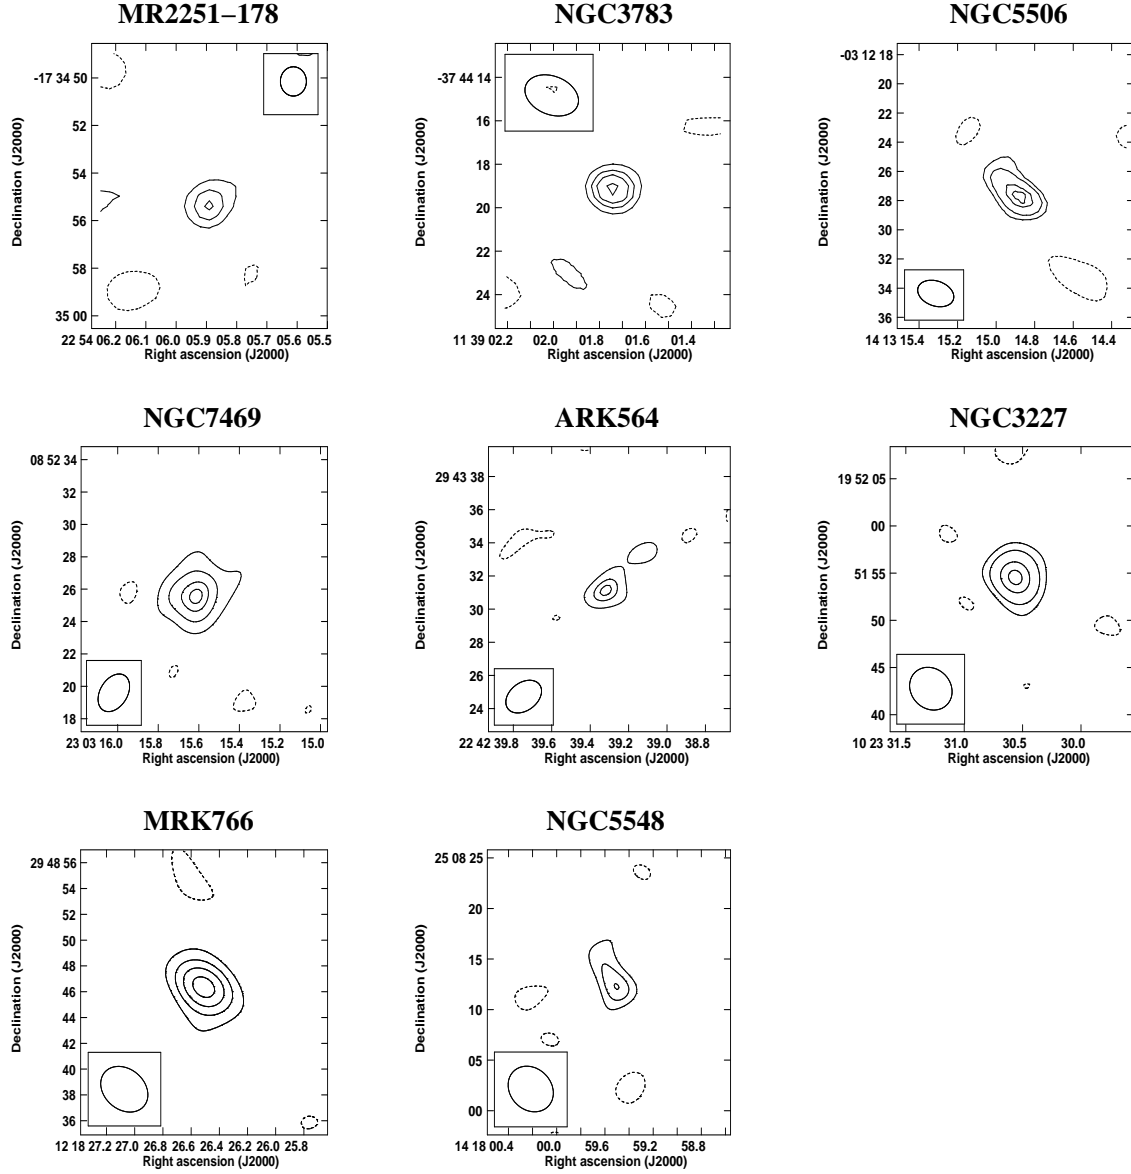 MR2251−178 NGC3783 NGC5506
Declination (J2000)
-17 34 50
52
54
56
58
35 00
22 54 06.2 06.1 06.0 05.9 05.8 05.7 05.6 05.5
Right ascension (J2000)
Declination (J2000)
-37 44 14
16
18
20
22
24
11 39 02.2 02.0 01.8 01.6 01.4
Right ascension (J2000)
Declination (J2000)
-03 12 18
20
22
24
26
28
30
32
34
36
14 13 15.4 15.2 15.0 14.8 14.6 14.4
Right ascension (J2000)
NGC7469 ARK564 NGC3227
Declination (J2000)
08 52 34
32
30
28
26
24
22
20
18
23 03 16.0 15.8 15.6 15.4 15.2 15.0
Right ascension (J2000)
Declination (J2000)
29 43 38
36
34
32
30
28
26
24
22 42 39.8 39.6 39.4 39.2 39.0 38.8
Right ascension (J2000)
Declination (J2000)
19 52 05
00
51 55
50
45
40
10 23 31.5 31.0 30.5 30.0
Right ascension (J2000)
MRK766 NGC5548
Declination (J2000)
29 48 56
54
52
50
48
46
44
42
40
38
36
12 18 27.2 27.0 26.8 26.6 26.4 26.2 26.0 25.8
Right ascension (J2000)
Declination (J2000)
25 08 25
20
15
10
05
00
14 18 00.4 00.0 59.6 59.2 58.8
Right ascension (J2000)